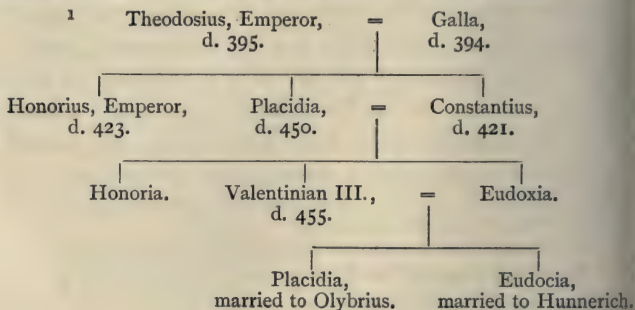 1 Theodosius, Emperor, = Galla,
d. 395. d. 394.
Honorius, Emperor, Placidia, = Constantius,
d. 423. d. 450. d. 421.
Honoria. Valentinian III., = Eudoxia.
d. 455.
Placidia, Eudocia,
married to Olybrius. married to Hunnerich.